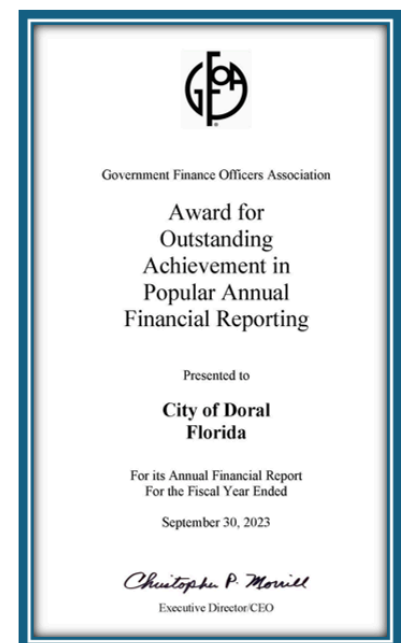 GFOA
Government Finance Officers Association
Award for
Outstanding
Achievement in
Popular Annual
Financial Reporting
Presented to
City of Doral
Florida
For its Annual Financial Report
For the Fiscal Year Ended
September 30, 2023
Christopher P. Morrill
Executive Director/CEO